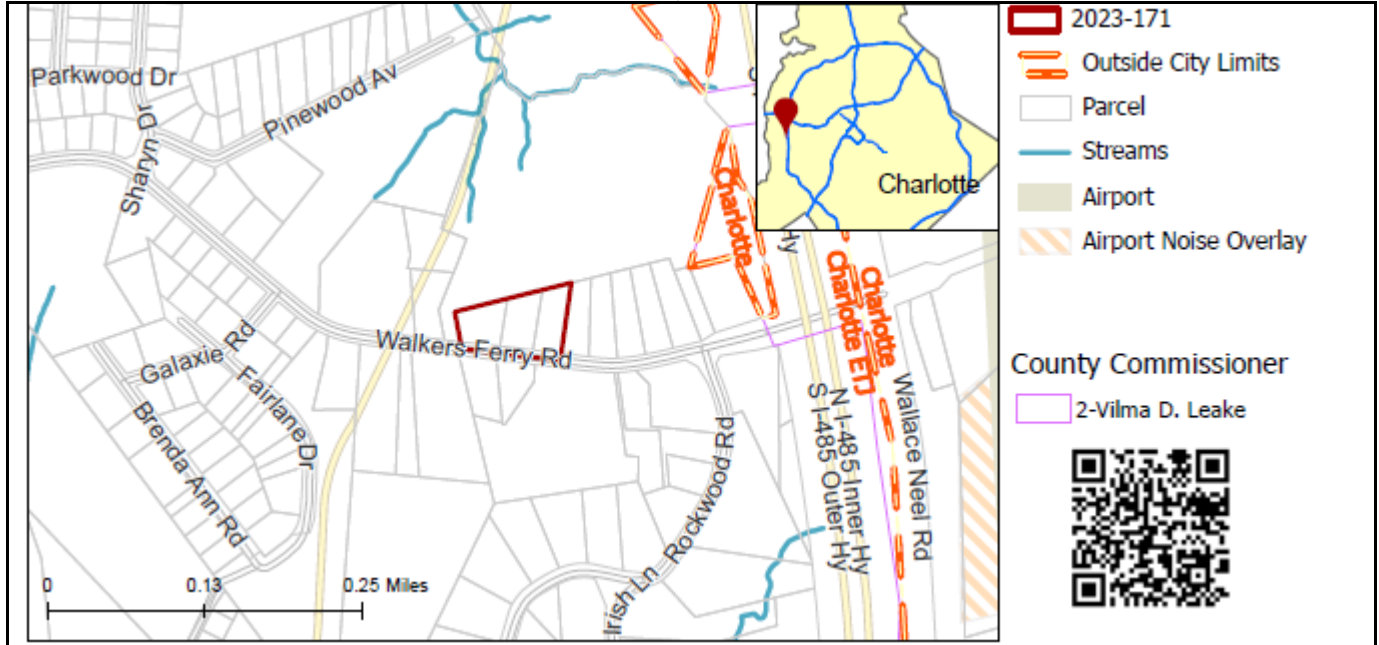 Parkwood Dr
Pinewood Av
Sharyn Dr
Charlotte
Hy
Charlotte
Charlotte
Charlotte ETJ
Walkers Ferry Rd
Galaxie Rd
Fairlane Dr
Brenda Ann Rd
Wallace Neel Rd
N I-485 Inner Hy
S I-485 Outer Hy
Rockwood Rd
Irish Ln
0 0.13 0.25 Miles
2023-171
Outside City Limits
Parcel
Streams
Airport
Airport Noise Overlay
County Commissioner
2-Vilma D. Leake